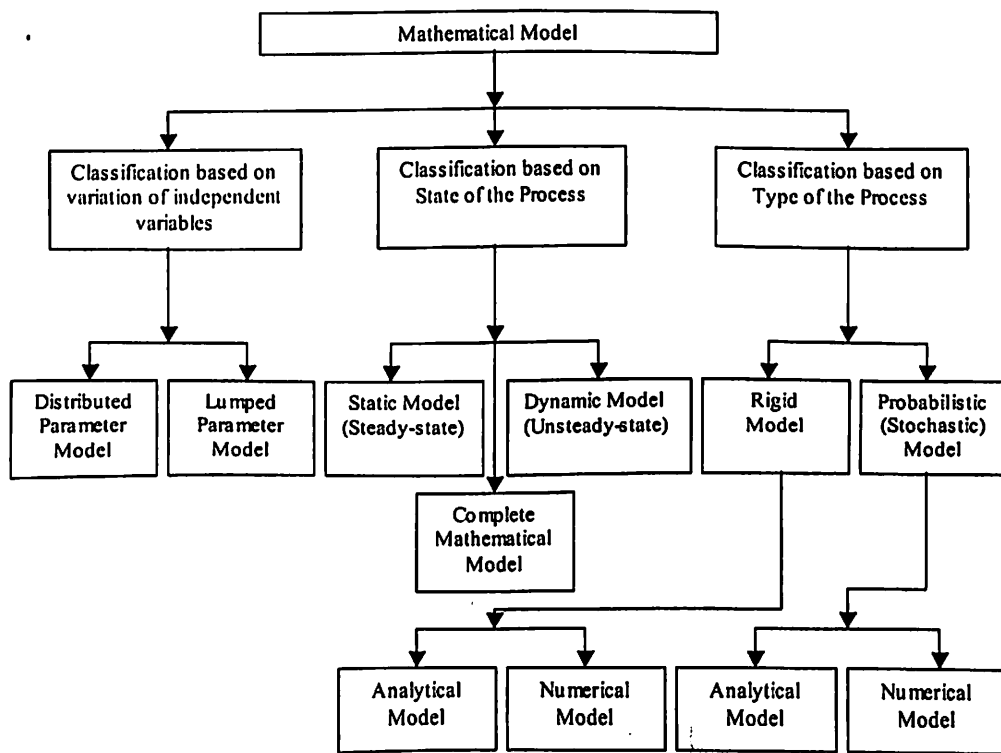 Mathematical Model
Classification based on
variation of independent
variables
Classification based on
State of the Process
Classification based on
Type of the Process
Distributed
Parameter
Model
Lumped
Parameter
Model
Static Model
(Steady-state)
Dynamic Model
(Unsteady-state)
Rigid
Model
Probabilistic
(Stochastic)
Model
Complete
Mathematical
Model
Analytical
Model
Numerical
Model
Analytical
Model
Numerical
Model